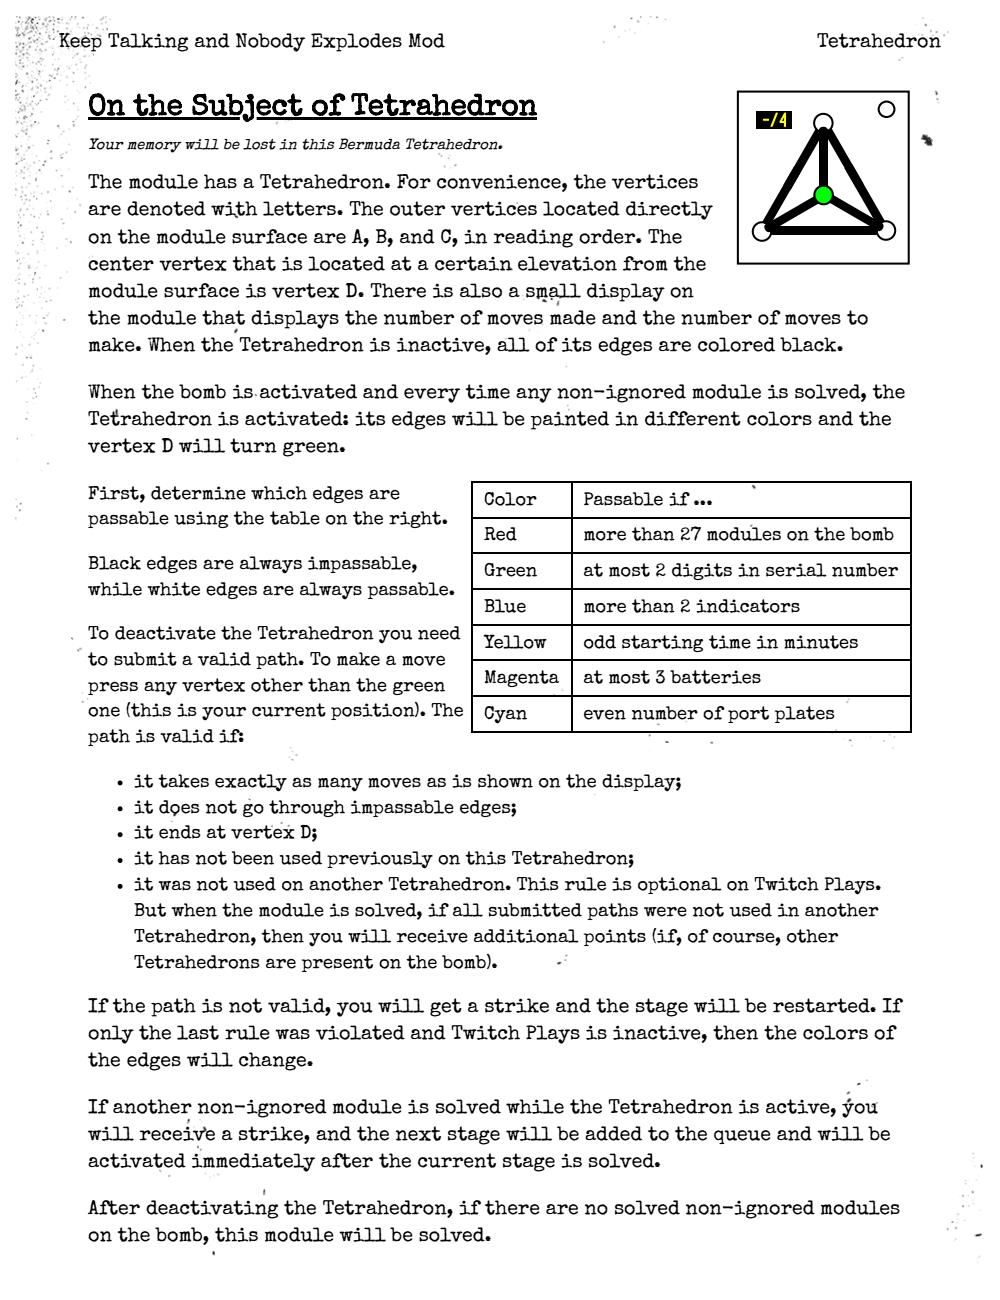 Keep Talking and Nobody Explodes Mod
Tetrahedron
On the Subject of Tetrahedron
-/4
Your memory will be lost in this Bermuda Tetrahedron.
The module has a Tetrahedron. For convenience, the vertices
are denoted with letters. The outer vertices located directly
on the module surface are A, B, and C, in reading order. The
center vertex that is located at a certain elevation from the
module surface is vertex D. There is also a small display on
the module that displays the number of moves made and the number of moves to
make. When the Tetrahedron is inactive, all of its edges are colored black.
When the bomb is activated and every time any non-ignored module is solved, the
Tetrahedron is activated: its edges will be painted in different colors and the
vertex D will turn green.
First, determine which edges are
passable using the table on the right.
Black edges are always impassable,
while white edges are always passable.
To deactivate the Tetrahedron you need
to submit a valid path. To make a move
press any vertex other than the green
one (this is your current position). The
path is valid if:
Color Passable if ...
Red more than 27 modules on the bomb
Green at most 2 digits in serial number
Blue more than 2 indicators
Yellow odd starting time in minutes
Magenta at most 3 batteries
Cyan even number of port plates
• it takes exactly as many moves as is shown on the display;
• it does not go through impassable edges;
• it ends at vertex D;
• it has not been used previously on this Tetrahedron;
• it was not used on another Tetrahedron. This rule is optional on Twitch Plays.
But when the module is solved, if all submitted paths were not used in another
Tetrahedron, then you will receive additional points (if, of course, other
Tetrahedrons are present on the bomb).
If the path is not valid, you will get a strike and the stage will be restarted. If
only the last rule was violated and Twitch Plays is inactive, then the colors of
the edges will change.
If another non-ignored module is solved while the Tetrahedron is active, you
will receive a strike, and the next stage will be added to the queue and will be
activated immediately after the current stage is solved.
After deactivating the Tetrahedron, if there are no solved non-ignored modules
on the bomb, this module will be solved.